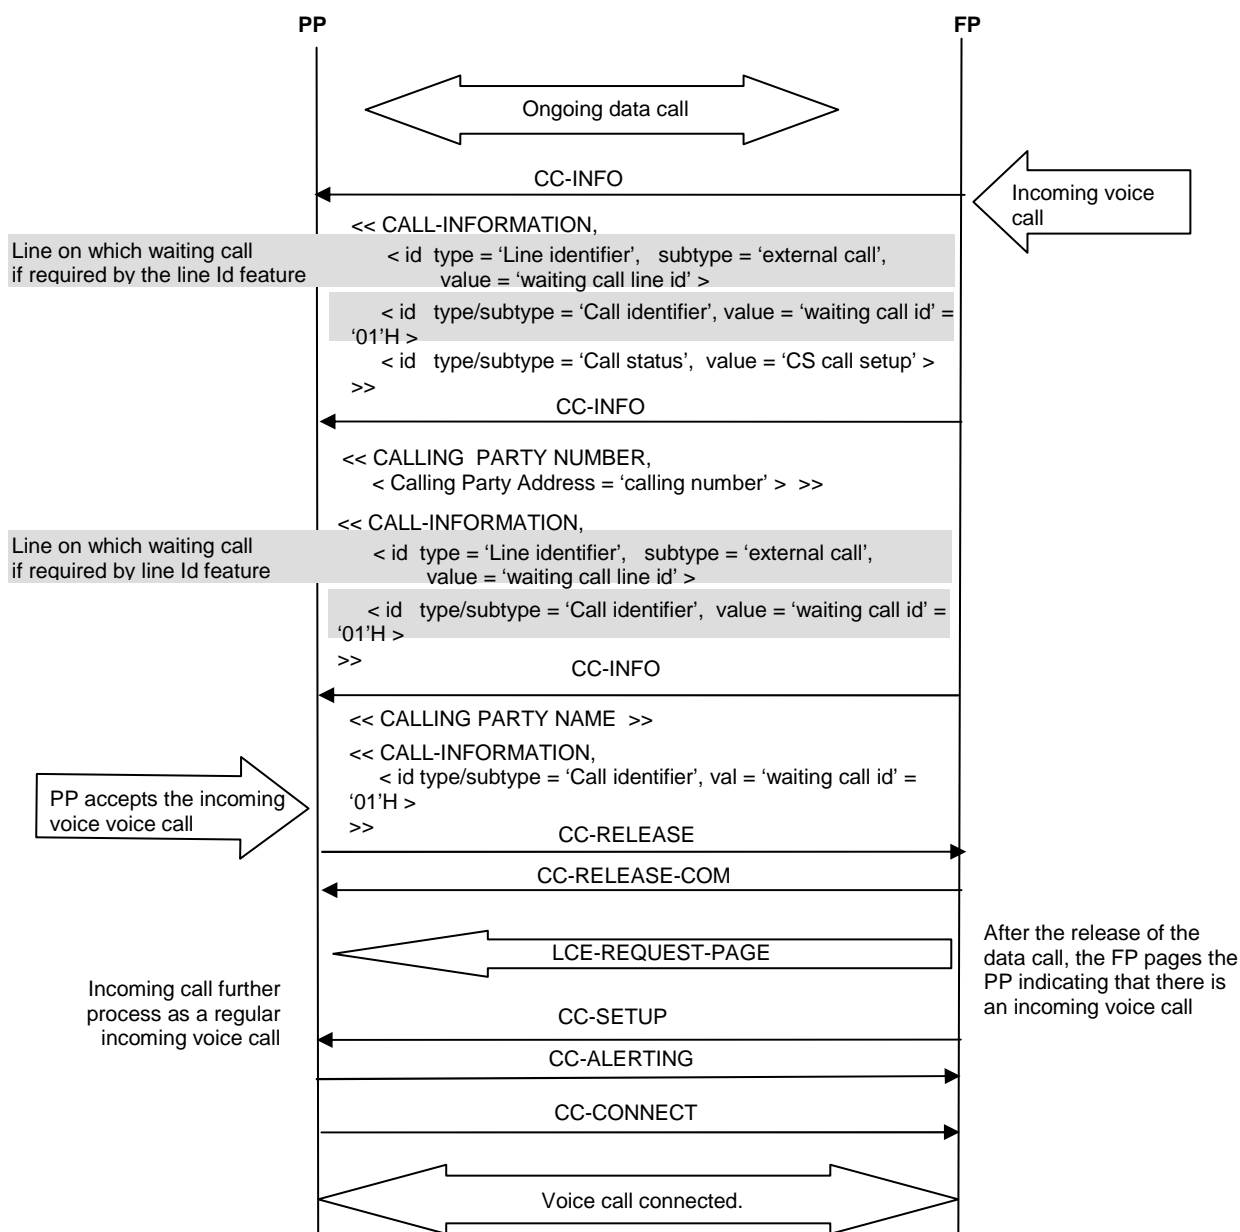 PP
FP
Ongoing data call
CC-INFO
Incoming voice
call
<< CALL-INFORMATION,
Line on which waiting call
if required by the line Id feature
< id type = ‘Line identifier’, subtype = ‘external call’,
value = ‘waiting call line id’ >
< id type/subtype = ‘Call identifier’, value = ‘waiting call id’ =
‘01’H >
< id type/subtype = ‘Call status’, value = ‘CS call setup’ >
>>
CC-INFO
<< CALLING PARTY NUMBER,
< Calling Party Address = ‘calling number’ > >>
<< CALL-INFORMATION,
Line on which waiting call
if required by line Id feature
< id type = ‘Line identifier’, subtype = ‘external call’,
value = ‘waiting call line id’ >
< id type/subtype = ‘Call identifier’, value = ‘waiting call id’ =
‘01’H >
>>
CC-INFO
<< CALLING PARTY NAME >>
<< CALL-INFORMATION,
< id type/subtype = ‘Call identifier’, val = ‘waiting call id’ =
‘01’H >
>>
PP accepts the incoming
voice voice call
CC-RELEASE
CC-RELEASE-COM
LCE-REQUEST-PAGE
After the release of the
data call, the FP pages the
PP indicating that there is
an incoming voice call
Incoming call further
process as a regular
incoming voice call
CC-SETUP
CC-ALERTING
CC-CONNECT
Voice call connected.